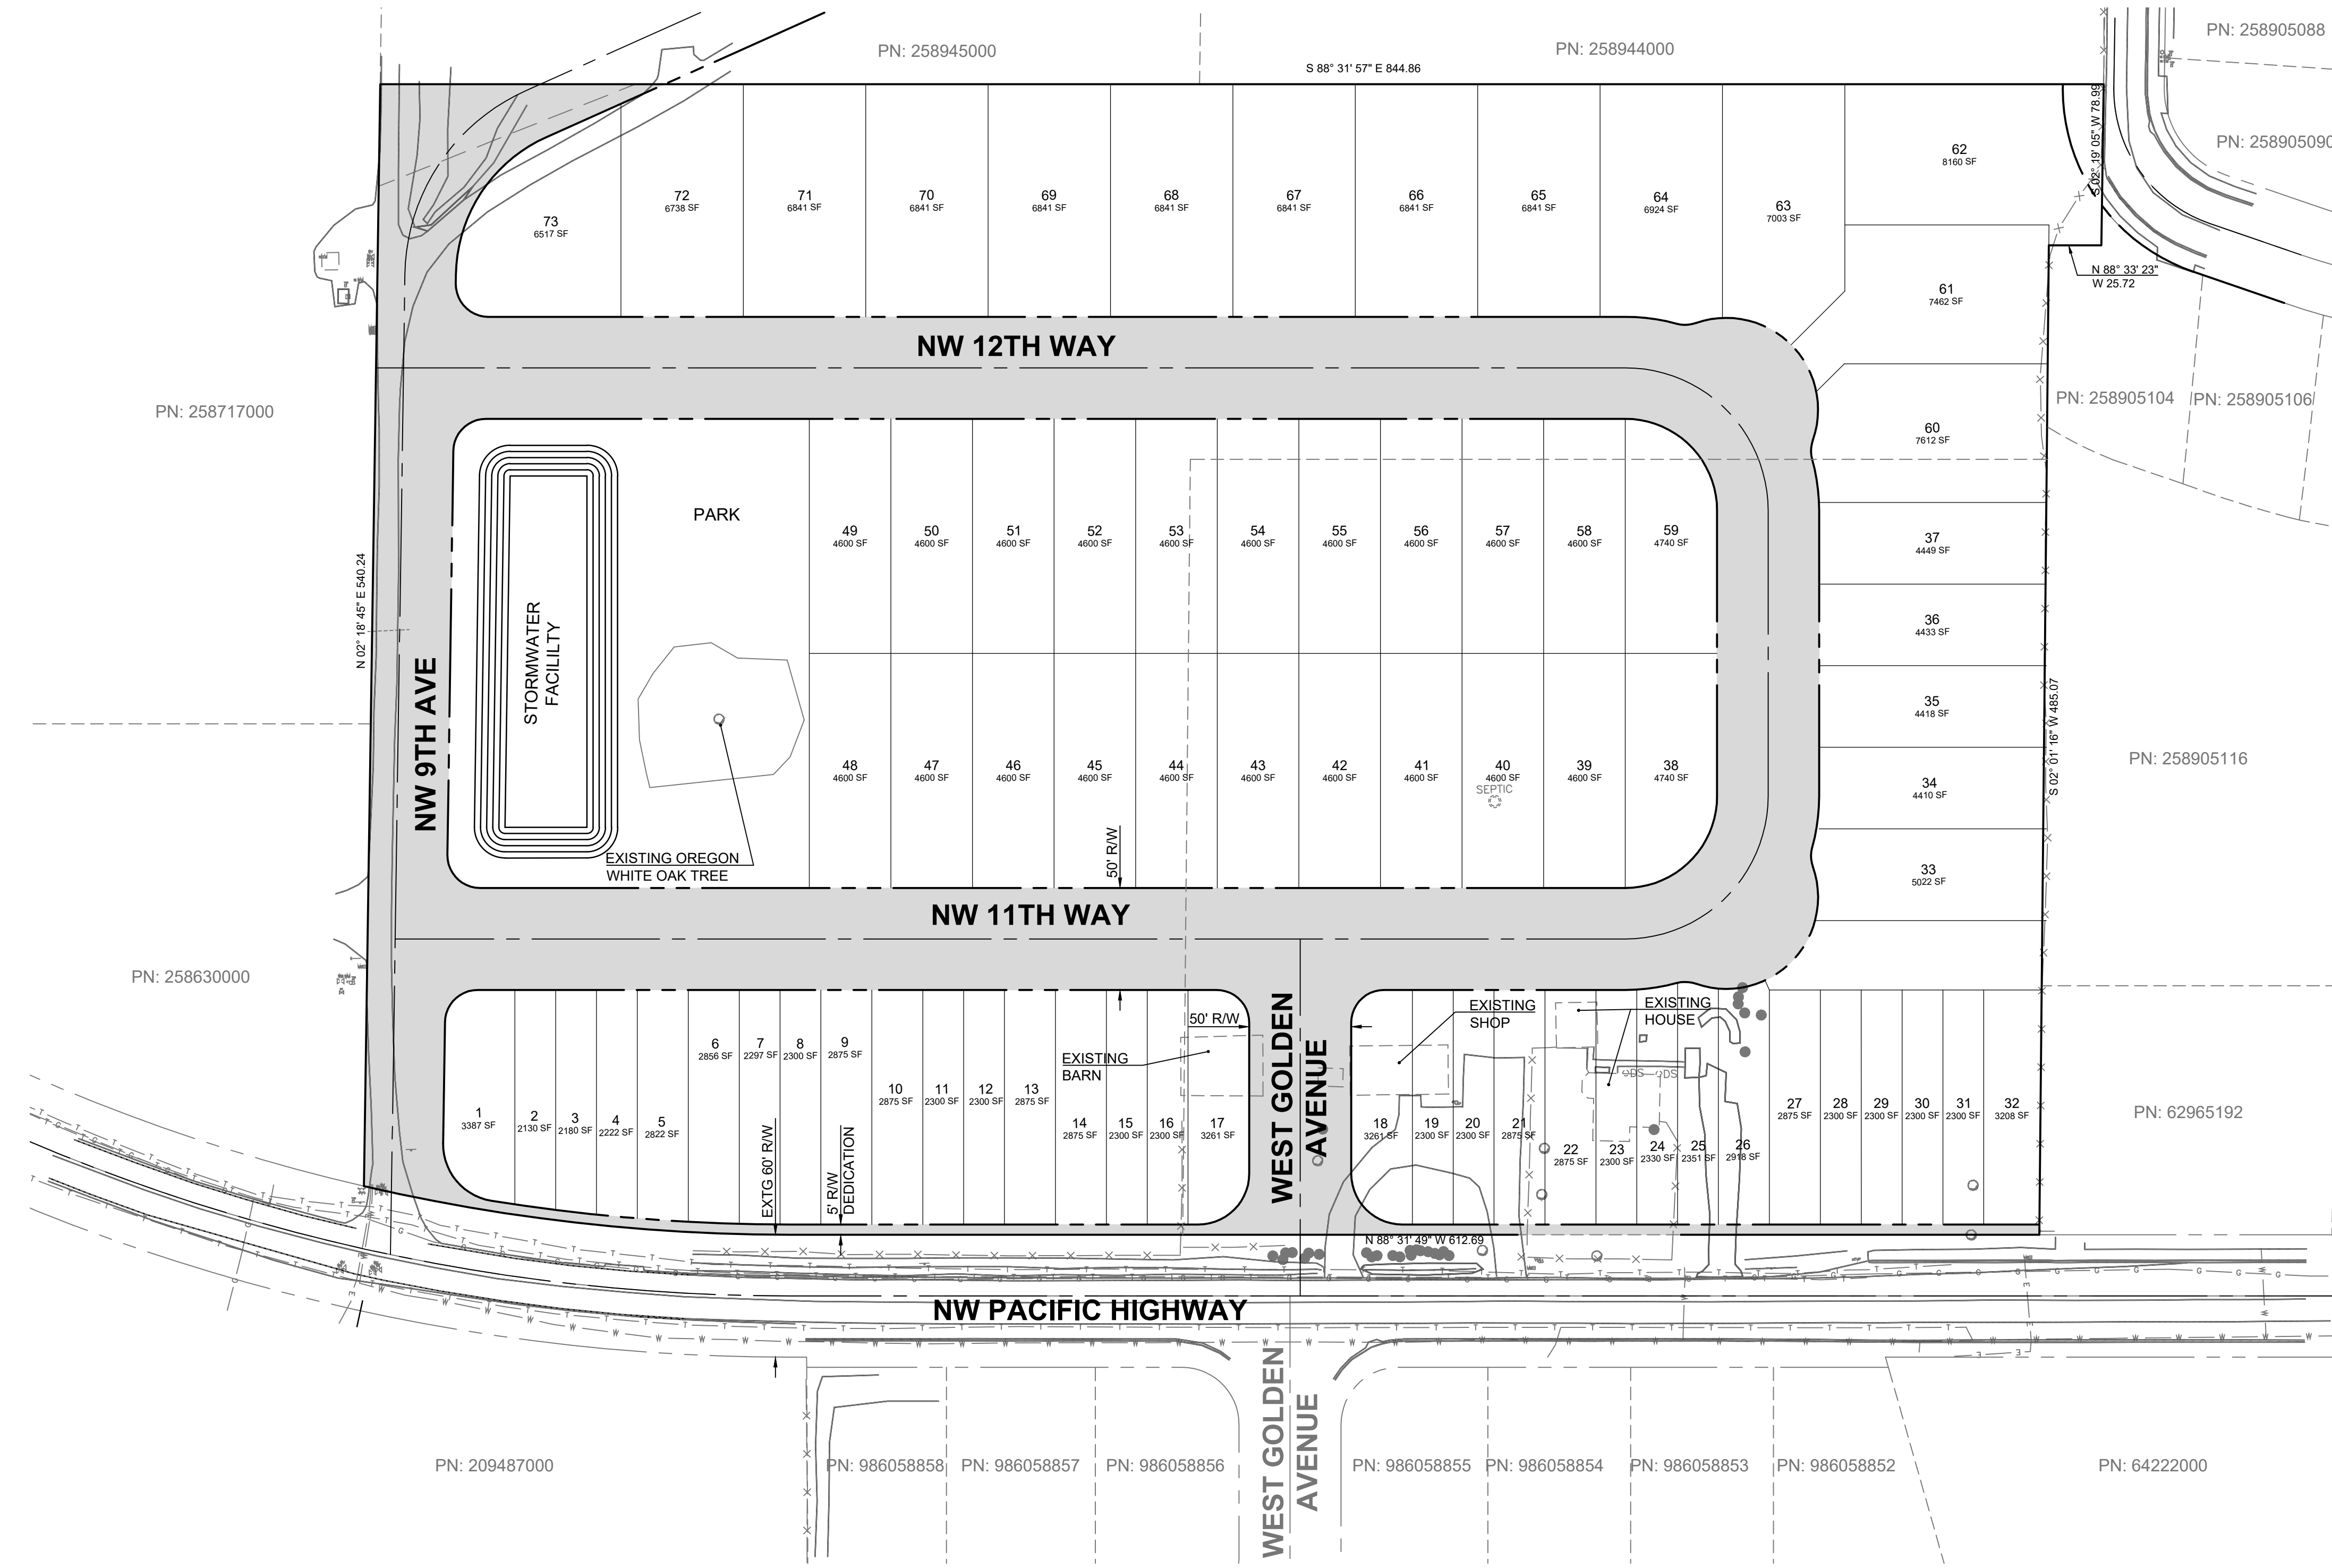 PN: 258945000
PN: 258944000
PN: 258905088
S 88° 31' 57" E 844.86
S 02° 19' 05" W 78.99
PN: 258905090
62
8160 SF
72
6738 SF
71
6841 SF
70
6841 SF
69
6841 SF
68
6841 SF
67
6841 SF
66
6841 SF
65
6841 SF
64
6924 SF
63
7003 SF
73
6517 SF
N 88° 33' 23"
W 25.72
61
7462 SF
NW 12TH WAY
PN: 258717000
PN: 258905104
PN: 258905106
60
7612 SF
PARK
49
4600 SF
50
4600 SF
51
4600 SF
52
4600 SF
53
4600 SF
54
4600 SF
55
4600 SF
56
4600 SF
57
4600 SF
58
4600 SF
59
4740 SF
37
4449 SF
N 02° 18' 45" E 540.24
36
4433 SF
STORMWATER
FACILILTY
NW 9TH AVE
35
4418 SF
S 02° 01' 16" W 485.07
PN: 258905116
48
4600 SF
47
4600 SF
46
4600 SF
45
4600 SF
44
4600 SF
43
4600 SF
42
4600 SF
41
4600 SF
40
4600 SF
SEPTIC
39
4600 SF
38
4740 SF
34
4410 SF
EXISTING OREGON
WHITE OAK TREE
50' R/W
33
5022 SF
NW 11TH WAY
PN: 258630000
EXISTING
SHOP
EXISTING
HOUSE
50' R/W
WEST GOLDEN
AVENUE
EXISTING
BARN
DS
DS
6
2856 SF
7
2297 SF
8
2300 SF
9
2875 SF
10
2875 SF
11
2300 SF
12
2300 SF
13
2875 SF
1
3387 SF
2
2130 SF
3
2180 SF
4
2222 SF
5
2822 SF
14
2875 SF
15
2300 SF
16
2300 SF
17
3261 SF
18
3261 SF
19
2300 SF
20
2300 SF
21
2875 SF
22
2875 SF
23
2300 SF
24
2330 SF
25
2351 SF
26
2918 SF
27
2875 SF
28
2300 SF
29
2300 SF
30
2300 SF
31
2300 SF
32
3208 SF
PN: 62965192
EXTG 60' R/W
5' R/W
DEDICATION
N 88° 31' 49" W 612.69
NW PACIFIC HIGHWAY
WEST GOLDEN
AVENUE
PN: 209487000
PN: 986058858
PN: 986058857
PN: 986058856
PN: 986058855
PN: 986058854
PN: 986058853
PN: 986058852
PN: 64222000